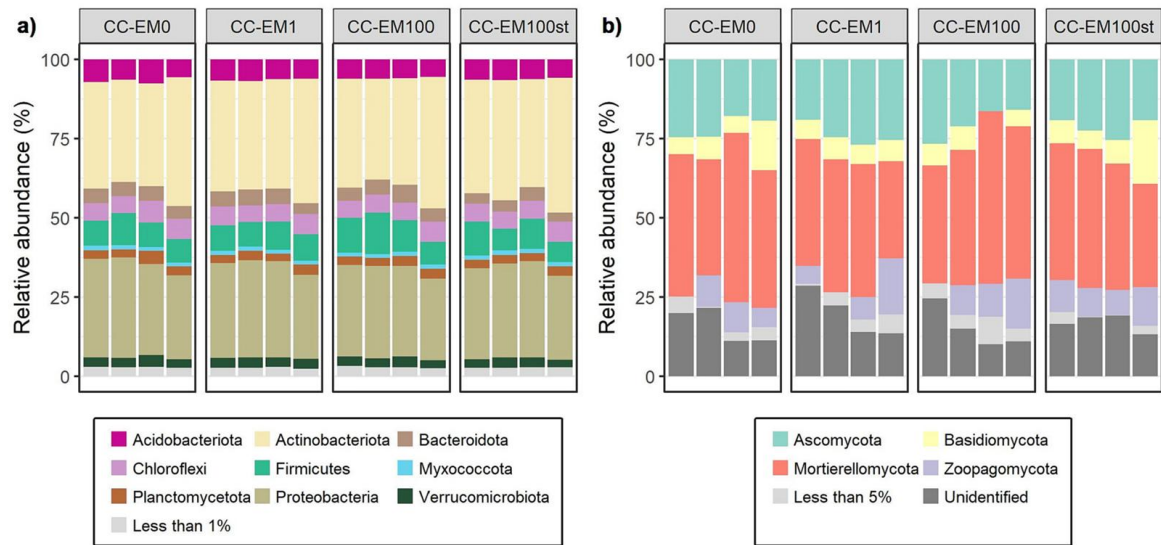 a)
CC-EM0 CC-EM1 CC-EM100 CC-EM100st
Relative abundance (%)
100
75
50
25
0
Acidobacteriota Actinobacteriota Bacteroidota
Chloroflexi Firmicutes Myxococcota
Planctomycetota Proteobacteria Verrucomicrobiota
Less than 1%
b)
CC-EM0 CC-EM1 CC-EM100 CC-EM100st
Relative abundance (%)
100
75
50
25
0
Ascomycota Basidiomycota
Mortierellomycota Zoopagomycota
Less than 5% Unidentified